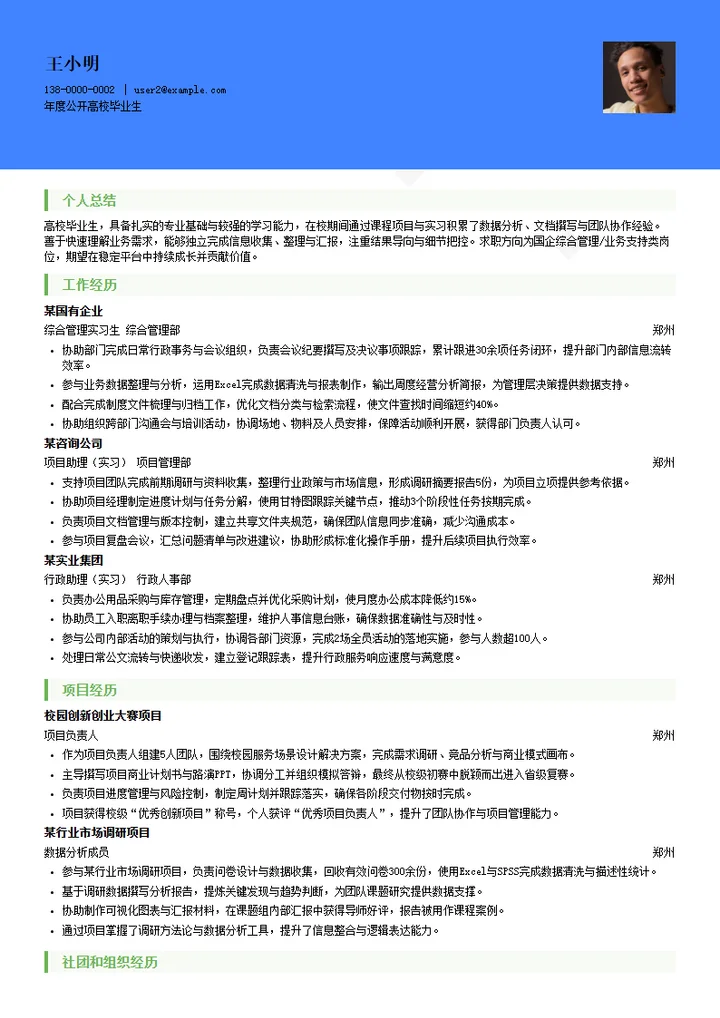 王小明
138-0000-0002 | user2@example.com
年度公开高校毕业生
个人总结
高校毕业生，具备扎实的专业基础与较强的学习能力，在校期间通过课程项目与实习积累了数据分析、文档撰写与团队协作经验。
善于快速理解业务需求，能够独立完成信息收集、整理与汇报，注重结果导向与细节把控。求职方向为国企综合管理/业务支持类岗
位，期望在稳定平台中持续成长并贡献价值。
工作经历
某国有企业
综合管理实习生 综合管理部 郑州
• 协助部门完成日常行政事务与会议组织，负责会议纪要撰写及决议事项跟踪，累计跟进30余项任务闭环，提升部门内部信息流转
效率。
• 参与业务数据整理与分析，运用Excel完成数据清洗与报表制作，输出周度经营分析简报，为管理层决策提供数据支持。
• 配合完成制度文件梳理与归档工作，优化文档分类与检索流程，使文件查找时间缩短约40%。
• 协助组织跨部门沟通会与培训活动，协调场地、物料及人员安排，保障活动顺利开展，获得部门负责人认可。
某咨询公司
项目助理（实习） 项目管理部 郑州
• 支持项目团队完成前期调研与资料收集，整理行业政策与市场信息，形成调研摘要报告5份，为项目立项提供参考依据。
• 协助项目经理制定进度计划与任务分解，使用甘特图跟踪关键节点，推动3个阶段性任务按期完成。
• 负责项目文档管理与版本控制，建立共享文件夹规范，确保团队信息同步准确，减少沟通成本。
• 参与项目复盘会议，汇总问题清单与改进建议，协助形成标准化操作手册，提升后续项目执行效率。
某实业集团
行政助理（实习） 行政人事部 郑州
• 负责办公用品采购与库存管理，定期盘点并优化采购计划，使月度办公成本降低约15%。
• 协助员工入职离职手续办理与档案整理，维护人事信息台账，确保数据准确性与及时性。
• 参与公司内部活动的策划与执行，协调各部门资源，完成2场全员活动的落地实施，参与人数超100人。
• 处理日常公文流转与快递收发，建立登记跟踪表，提升行政服务响应速度与满意度。
项目经历
校园创新创业大赛项目
项目负责人 郑州
• 作为项目负责人组建5人团队，围绕校园服务场景设计解决方案，完成需求调研、竞品分析与商业模式画布。
• 主导撰写项目商业计划书与路演PPT，协调分工并组织模拟答辩，最终从校级初赛中脱颖而出进入省级复赛。
• 负责项目进度管理与风险控制，制定周计划并跟踪落实，确保各阶段交付物按时完成。
• 项目获得校级“优秀创新项目”称号，个人获评“优秀项目负责人”，提升了团队协作与项目管理能力。
某行业市场调研项目
数据分析成员 郑州
• 参与某行业市场调研项目，负责问卷设计与数据收集，回收有效问卷300余份，使用Excel与SPSS完成数据清洗与描述性统计。
• 基于调研数据撰写分析报告，提炼关键发现与趋势判断，为团队课题研究提供数据支撑。
• 协助制作可视化图表与汇报材料，在课题组内部汇报中获得导师好评，报告被用作课程案例。
• 通过项目掌握了调研方法论与数据分析工具，提升了信息整合与逻辑表达能力。
社团和组织经历